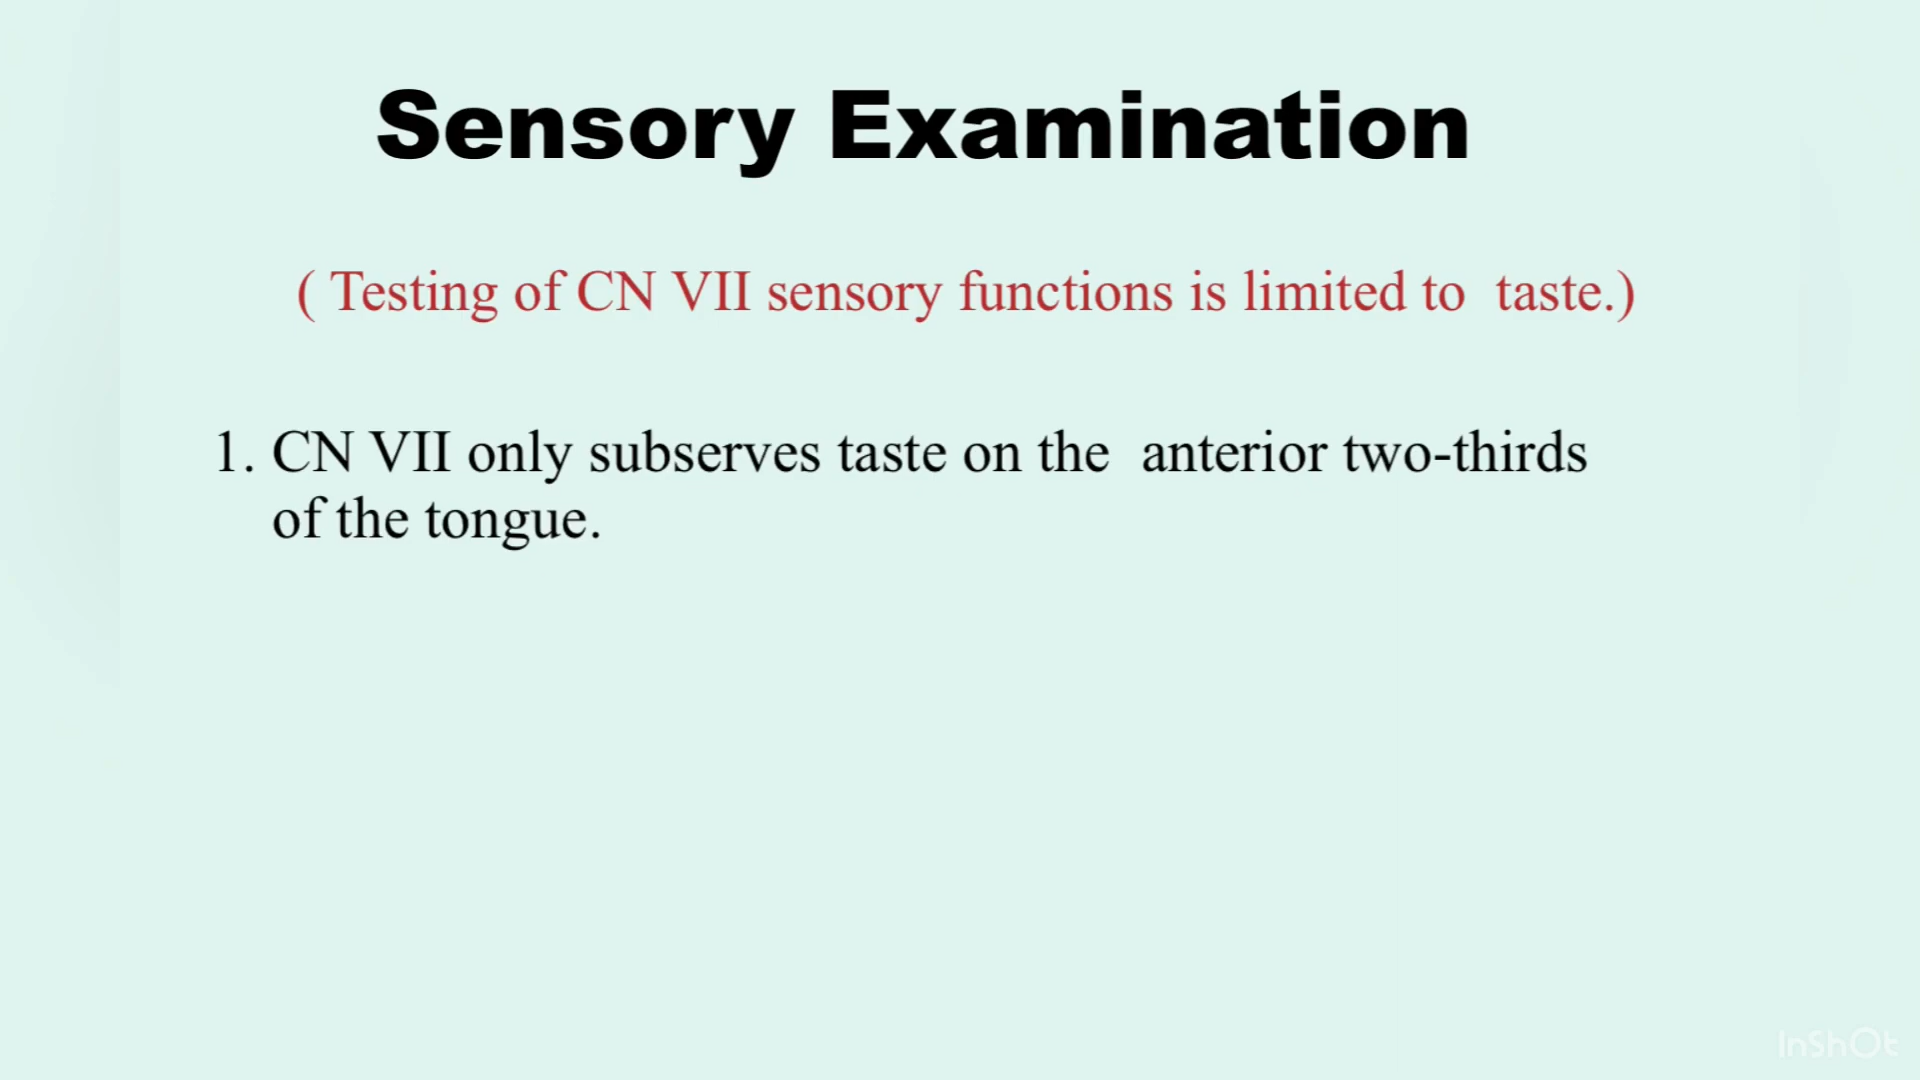 Sensory Examination
( Testing of CN VII sensory functions is limited to  taste.)
1. CN VII only subserves taste on the  anterior two-thirds
of the tongue.
InShOt